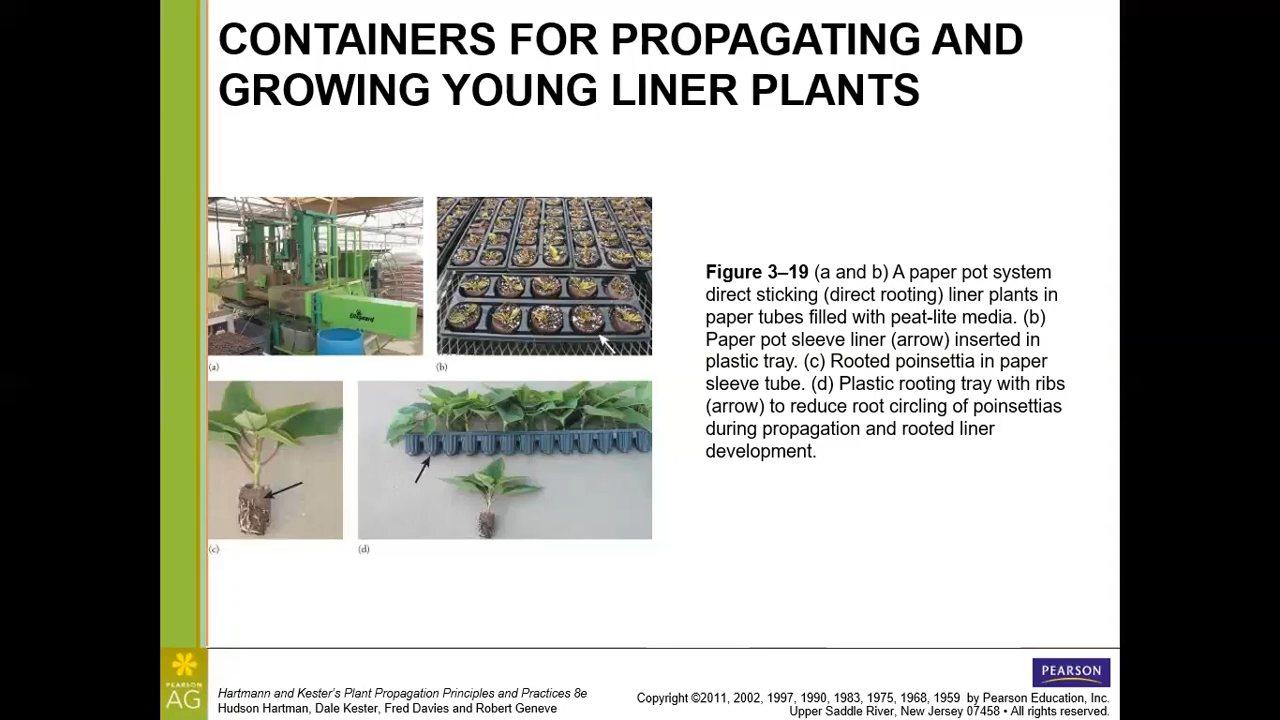 CONTAINERS FOR PROPAGATING AND
GROWING YOUNG LINER PLANTS
(a)
(b)
(c)
(d)
Figure 3–19 (a and b) A paper pot system
direct sticking (direct rooting) liner plants in
paper tubes filled with peat-lite media. (b)
Paper pot sleeve liner (arrow) inserted in
plastic tray. (c) Rooted poinsettia in paper
sleeve tube. (d) Plastic rooting tray with ribs
(arrow) to reduce root circling of poinsettias
during propagation and rooted liner
development.
PEARSON
AG
Hartmann and Kester's Plant Propagation Principles and Practices 8e
Hudson Hartman, Dale Kester, Fred Davies and Robert Geneve
PEARSON
Copyright ©2011, 2002, 1997, 1990, 1983, 1975, 1968, 1959 by Pearson Education, Inc.
Upper Saddle River, New Jersey 07458 • All rights reserved.